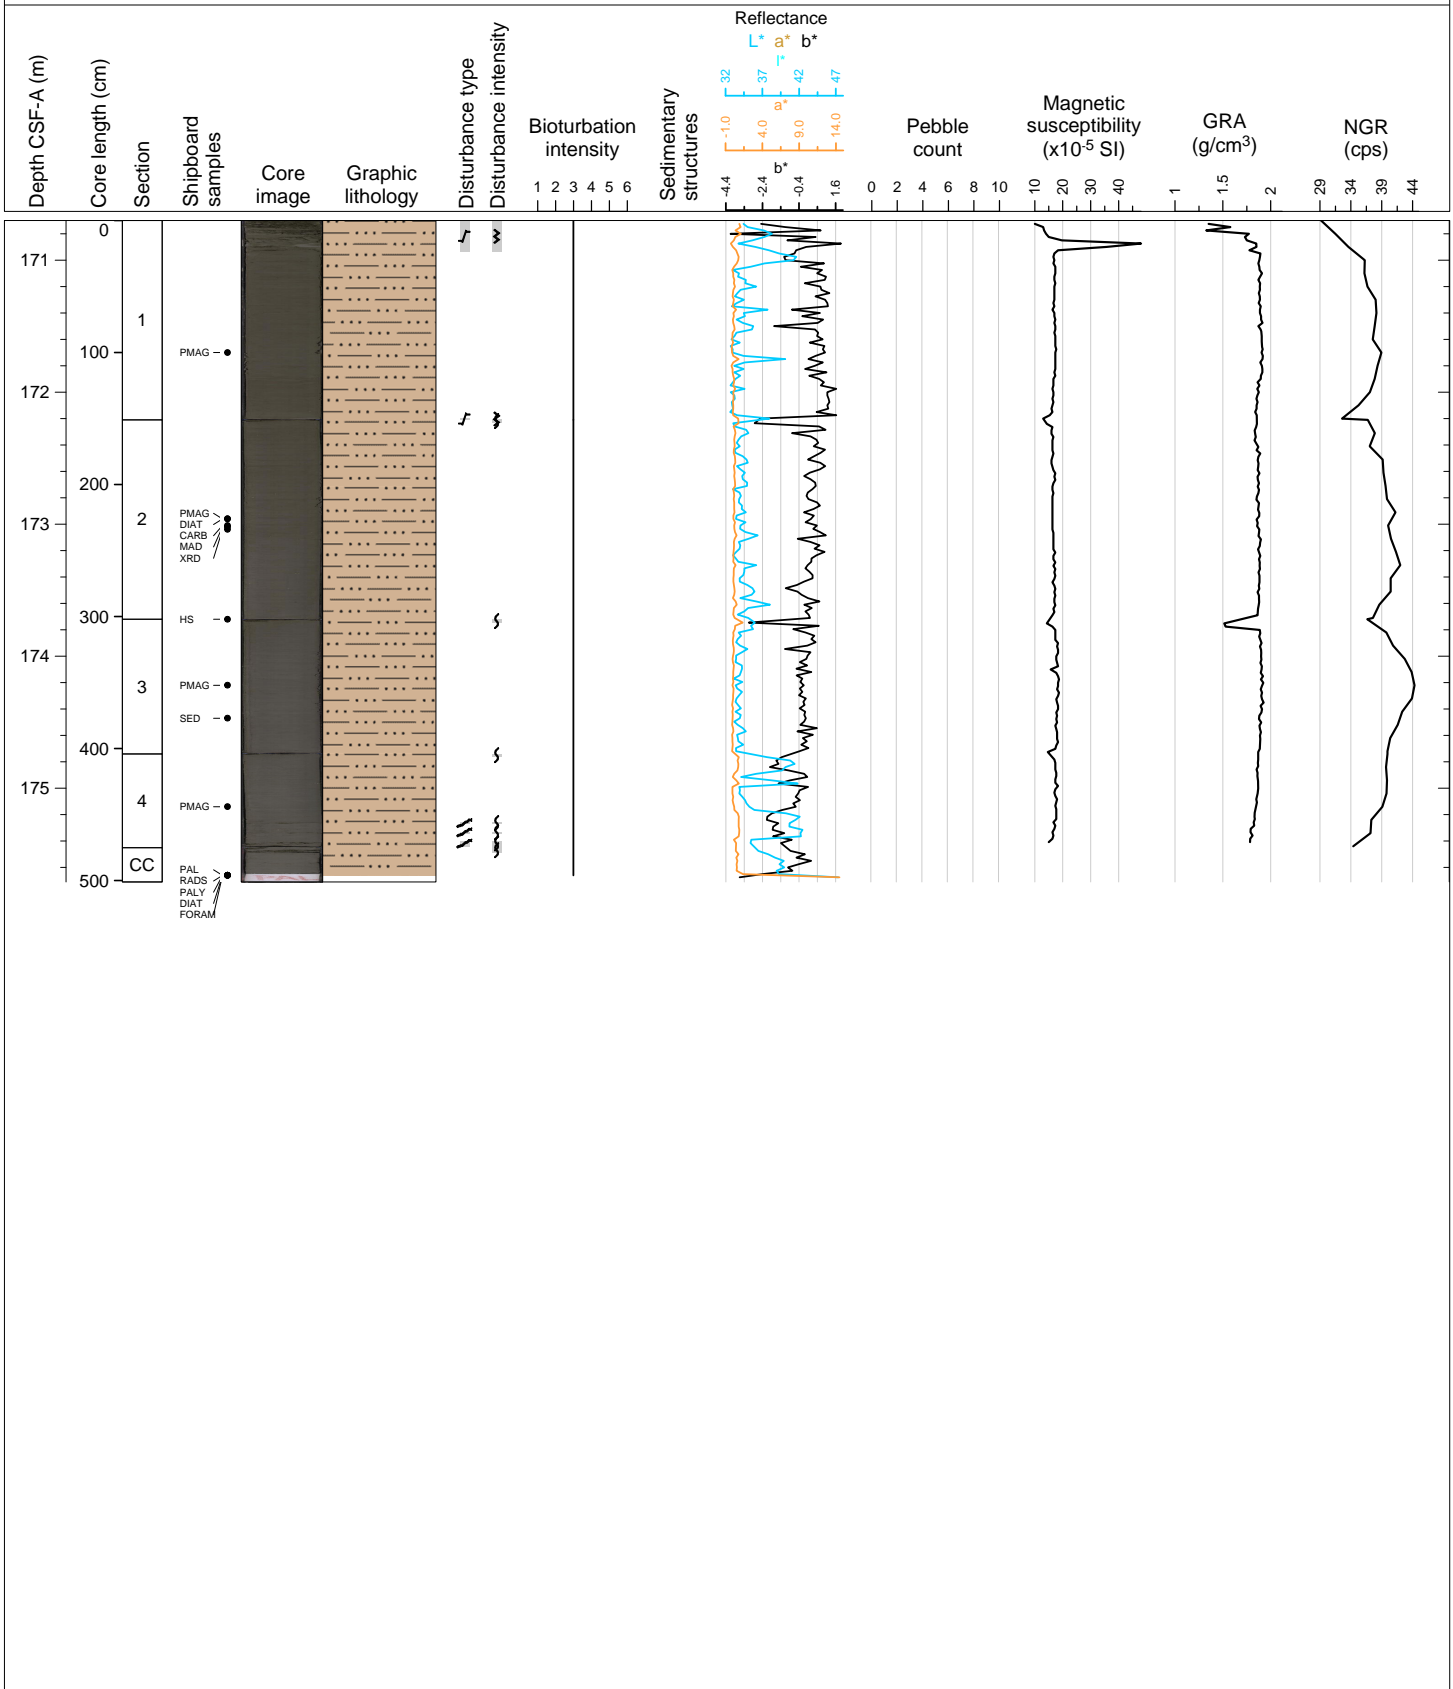 Depth CSF-A (m)
Core length (cm)
Section
Shipboard
samples
Core
image
Graphic
lithology
Disturbance type
Disturbance intensity
Bioturbation
intensity
1 2 3 4 5 6
Sedimentary
structures
Reflectance
L* a* b*
l*
32 37 42 47
a*
-1.0 4.0 9.0 14.0
b*
-4.4 -2.4 -0.4 1.6
Pebble
count
0 2 4 6 8 10
Magnetic
susceptibility
(x10-5 SI)
10 20 30 40
GRA
(g/cm3)
1 1.5 2
NGR
(cps)
29 34 39 44
0
171
1
100
PMAG
172
200
2
PMAG
DIAT
173
CARB
MAD
XRD
300
HS
174
3
PMAG
SED
400
175
4
PMAG
CC
500
PAL
RADS
PALY
DIAT
FORAM